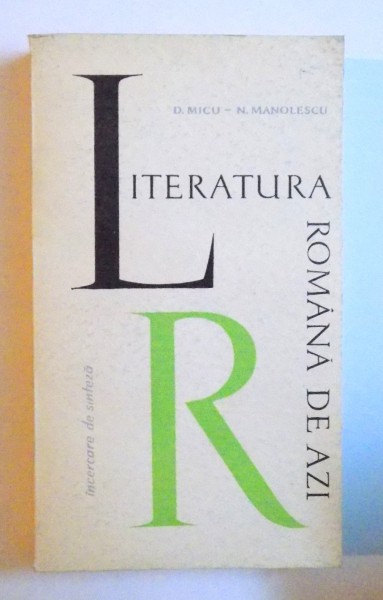 D. MICU - N. MANOLESCU
LITERATURA
ROMÂNĂ DE AZI
R
încercare de sinteză